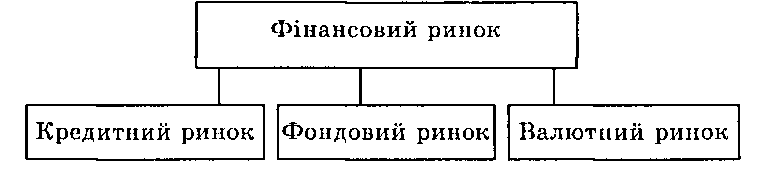 Фінансовий ринок
Кредитний ринок
Фондовий ринок
Валютний ринок